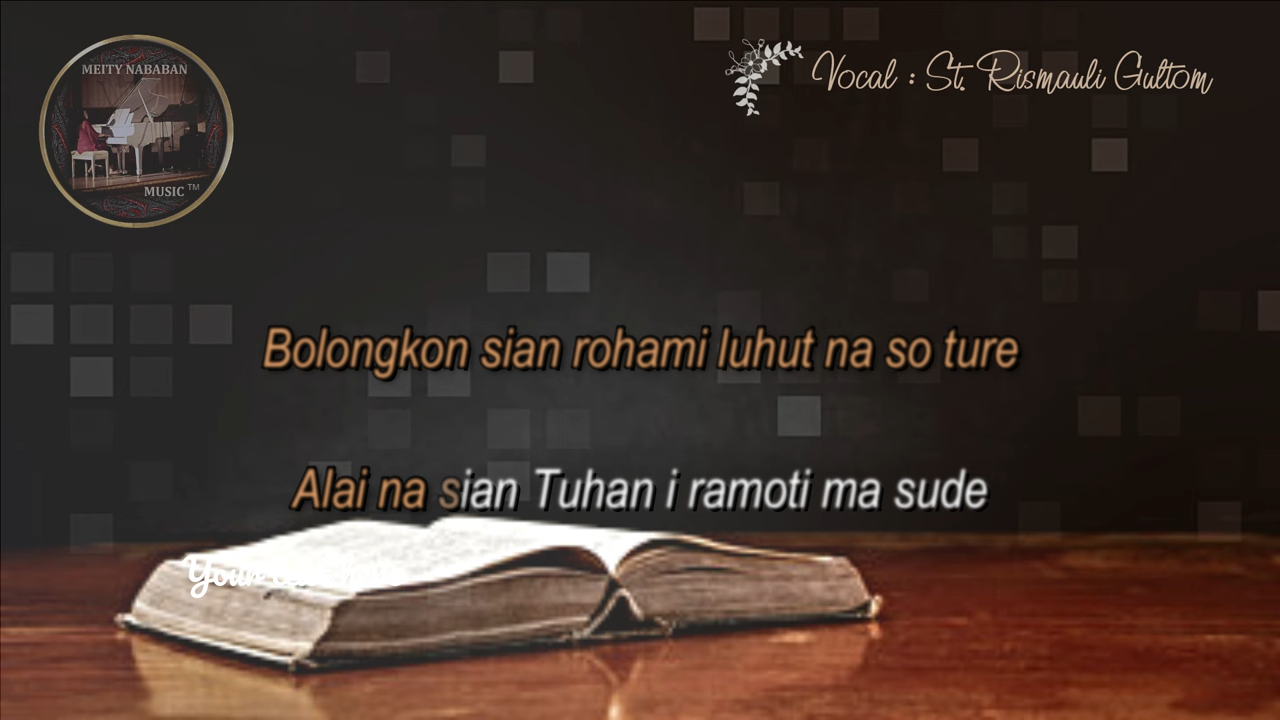 MEITY NABABAN
MUSIC TM
Vocal : St. Rismauli Gultom
Bolongkon sian rohami luhut na so ture
Alai na sian Tuhan i ramoti ma sude
Your